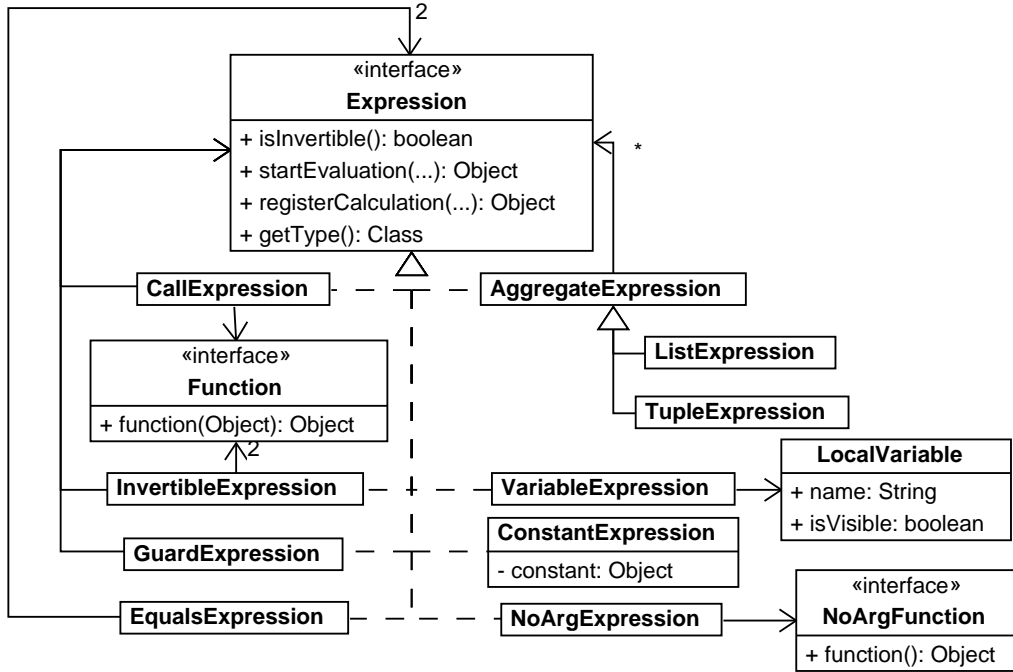 2
«interface»
Expression
+ isInvertible(): boolean
+ startEvaluation(...): Object
+ registerCalculation(...): Object
+ getType(): Class
*
CallExpression
AggregateExpression
«interface»
Function
+ function(Object): Object
2
ListExpression
TupleExpression
InvertibleExpression
VariableExpression
LocalVariable
+ name: String
+ isVisible: boolean
GuardExpression
ConstantExpression
- constant: Object
EqualsExpression
NoArgExpression
«interface»
NoArgFunction
+ function(): Object